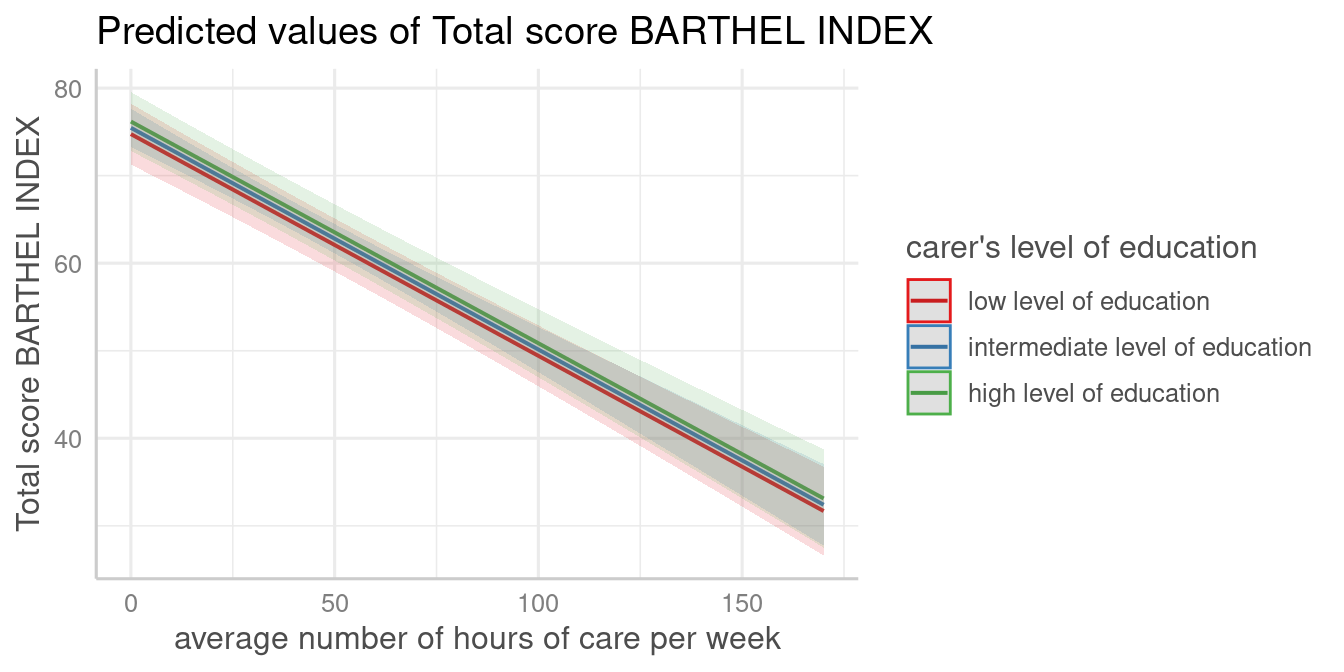 Predicted values of Total score BARTHEL INDEX
Total score BARTHEL INDEX
80
60
40
0
50
100
150
average number of hours of care per week
carer's level of education
low level of education
intermediate level of education
high level of education